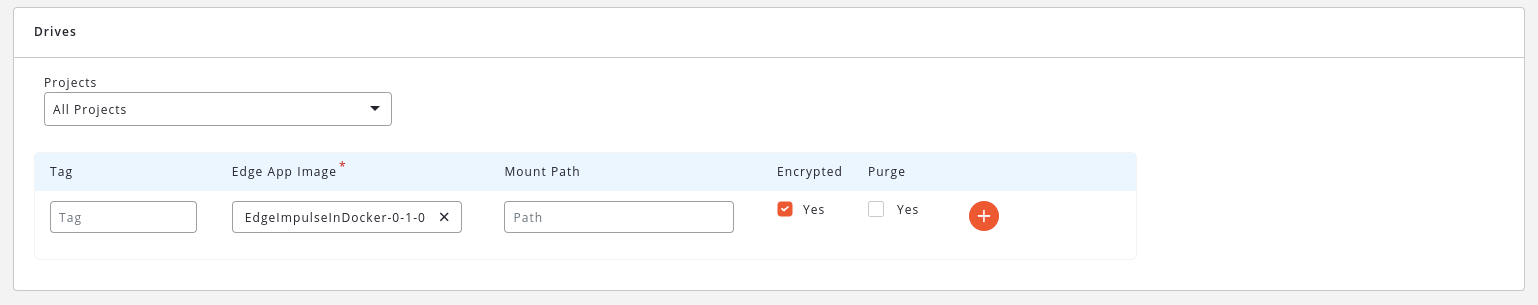 Drives
Projects
All Projects
Tag Edge App Image* Mount Path Encrypted Purge
Tag EdgeImpulseInDocker-0-1-0 × Path Yes Yes +